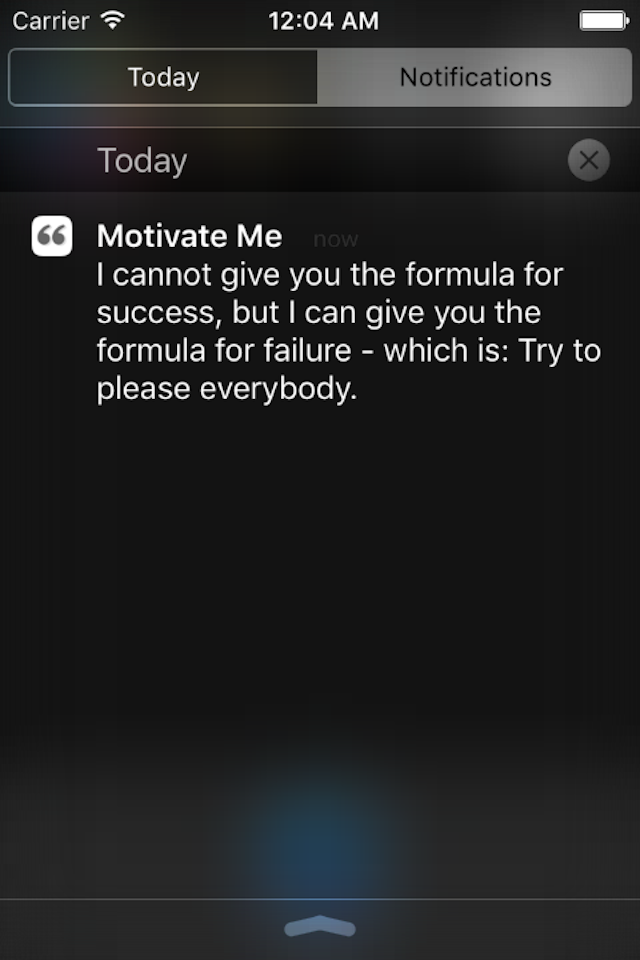 Carrier 12:04 AM
Today Notifications
Today
Motivate Me now
I cannot give you the formula for
success, but I can give you the
formula for failure - which is: Try to
please everybody.